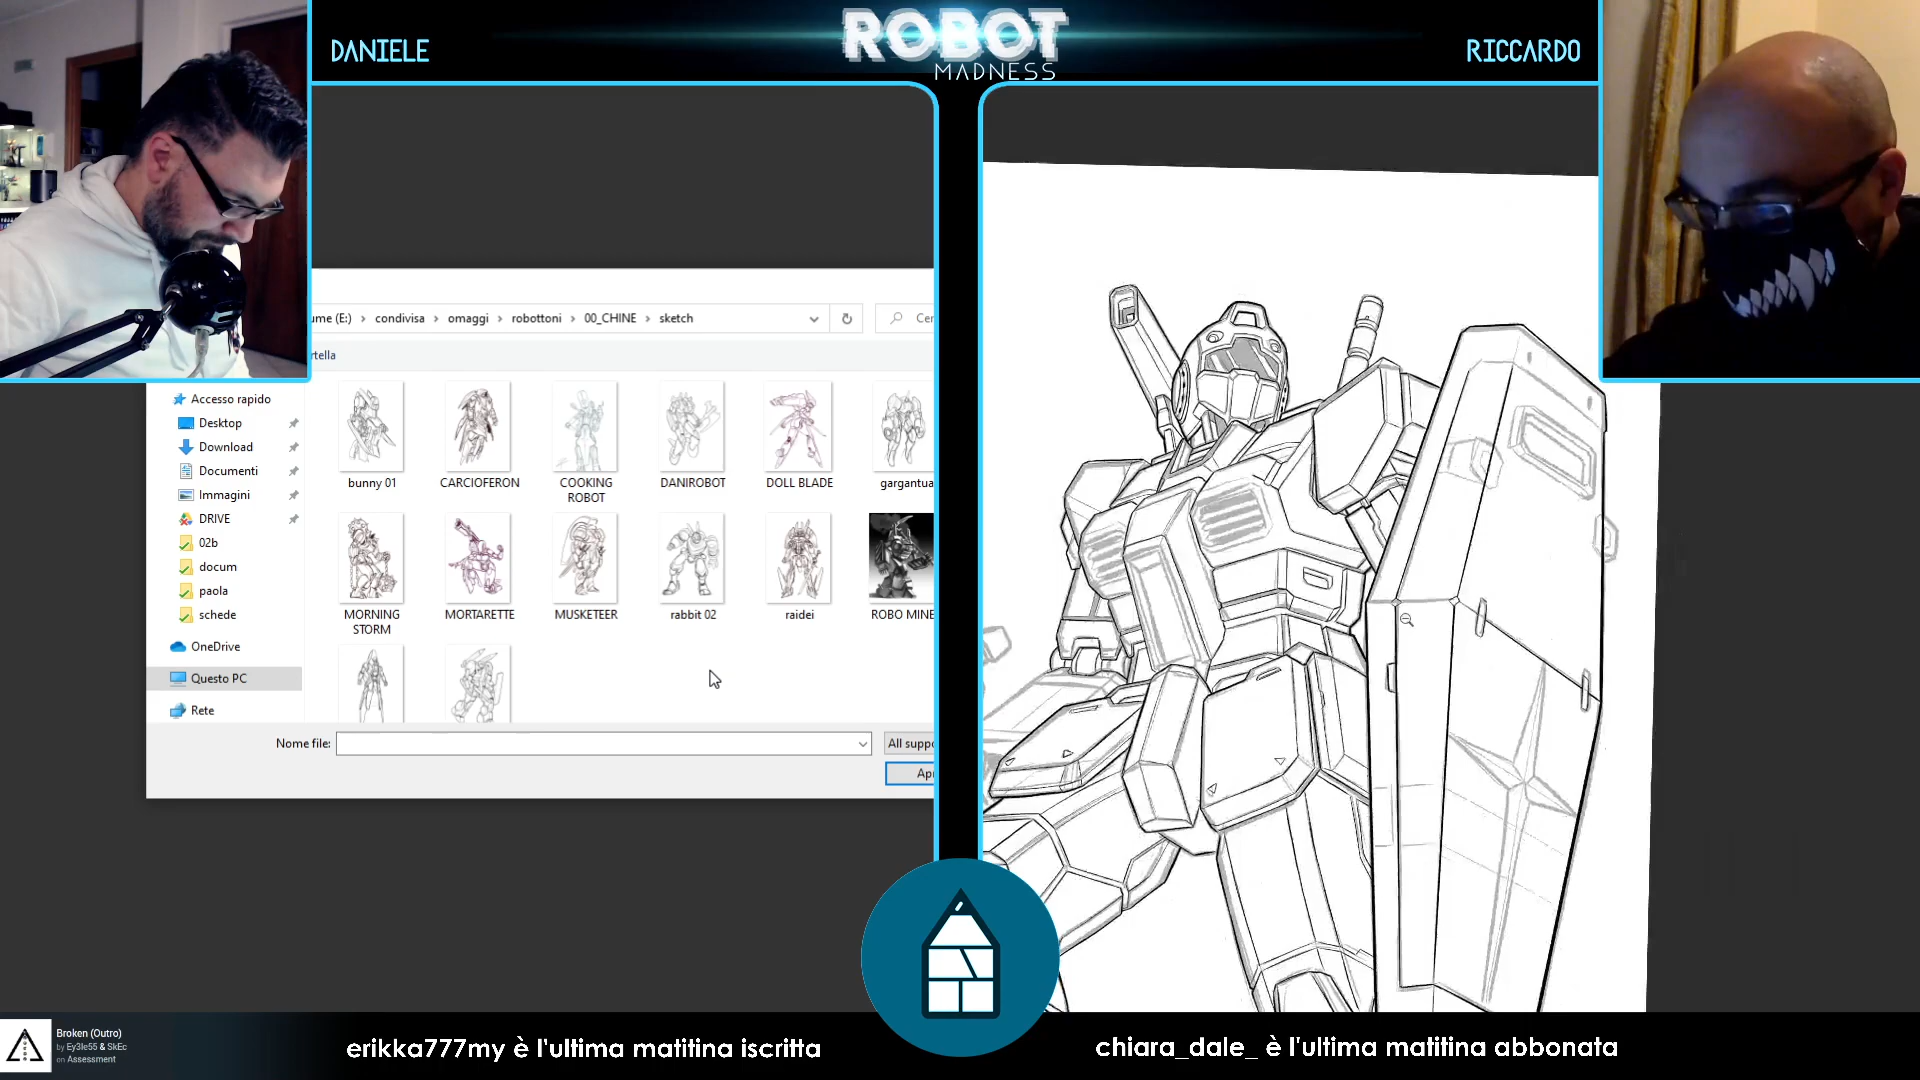 DANIELE
ROBOT
MADNESS
RICCARDO
ume (E:) › condivisa › omaggi › robottoni › 00_CHINE › sketch
Cer
rtella
Accesso rapido
Desktop
Download
Documenti
Immagini
DRIVE
02b
docum
paola
schede
OneDrive
Questo PC
Rete
bunny 01
CARCIOFERON
COOKING
ROBOT
DANIROBOT
DOLL BLADE
gargantua
MORNING
STORM
MORTARETTE
MUSKETEER
rabbit 02
raidei
ROBO MINE
Nome file:
All suppo
Apr
Broken (Outro)
by Ey3le55 & SkEc
on Assessment
erikka777my è l'ultima matitina iscritta
chiara_dale_ è l'ultima matitina abbonata